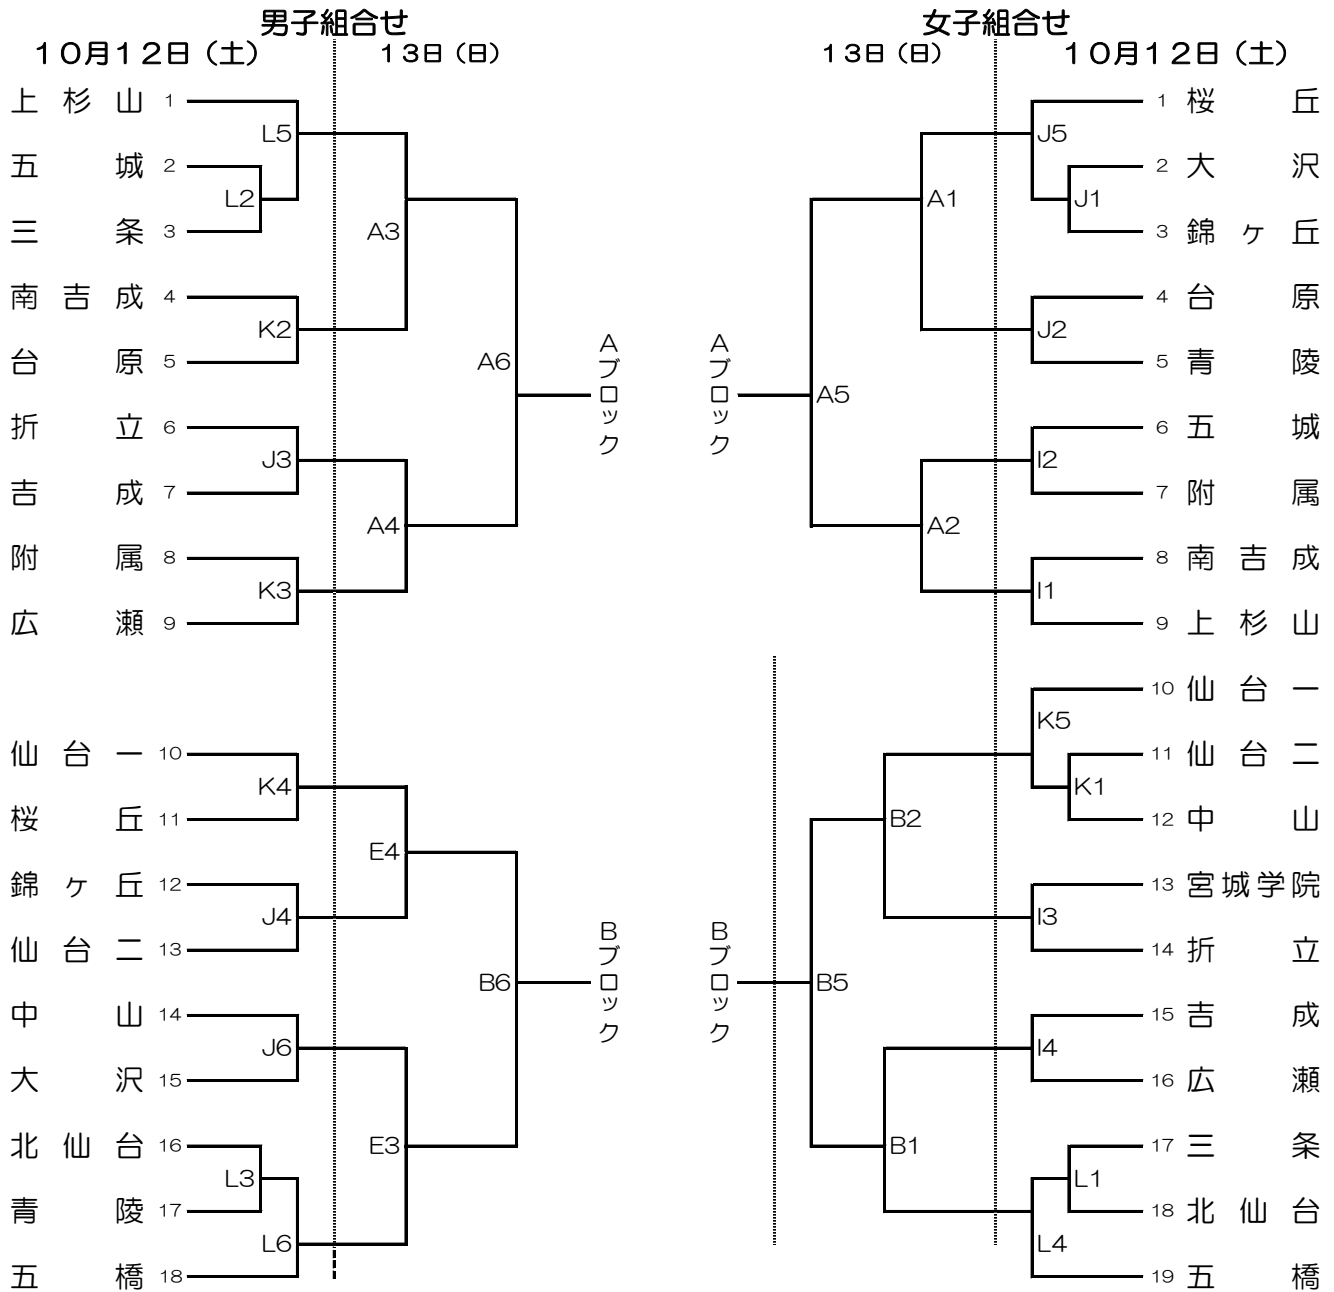 男子組合せ
10月12日（土） 13日（日）
上杉山 1
L5
五城 2
L2
三条 3
A3
南吉成 4
K2
台原 5
A6
折立 6
J3
吉成 7
A4
附属 8
K3
広瀬 9
Aブロック
仙台一 10
K4
桜丘 11
E4
錦ヶ丘 12
J4
仙台二 13
B6
中山 14
J6
大沢 15
北仙台 16
E3
L3
青陵 17
L6
五橋 18
Bブロック
女子組合せ
13日（日） 10月12日（土）
1 桜丘
J5
2 大沢
A1
J1
3 錦ヶ丘
4 台原
J2
5 青陵
Aブロック
A5
6 五城
I2
7 附属
A2
8 南吉成
I1
9 上杉山
10 仙台一
K5
11 仙台二
K1
B2
12 中山
13 宮城学院
I3
14 折立
Bブロック
B5
15 吉成
I4
16 広瀬
B1
17 三条
L1
18 北仙台
L4
19 五橋